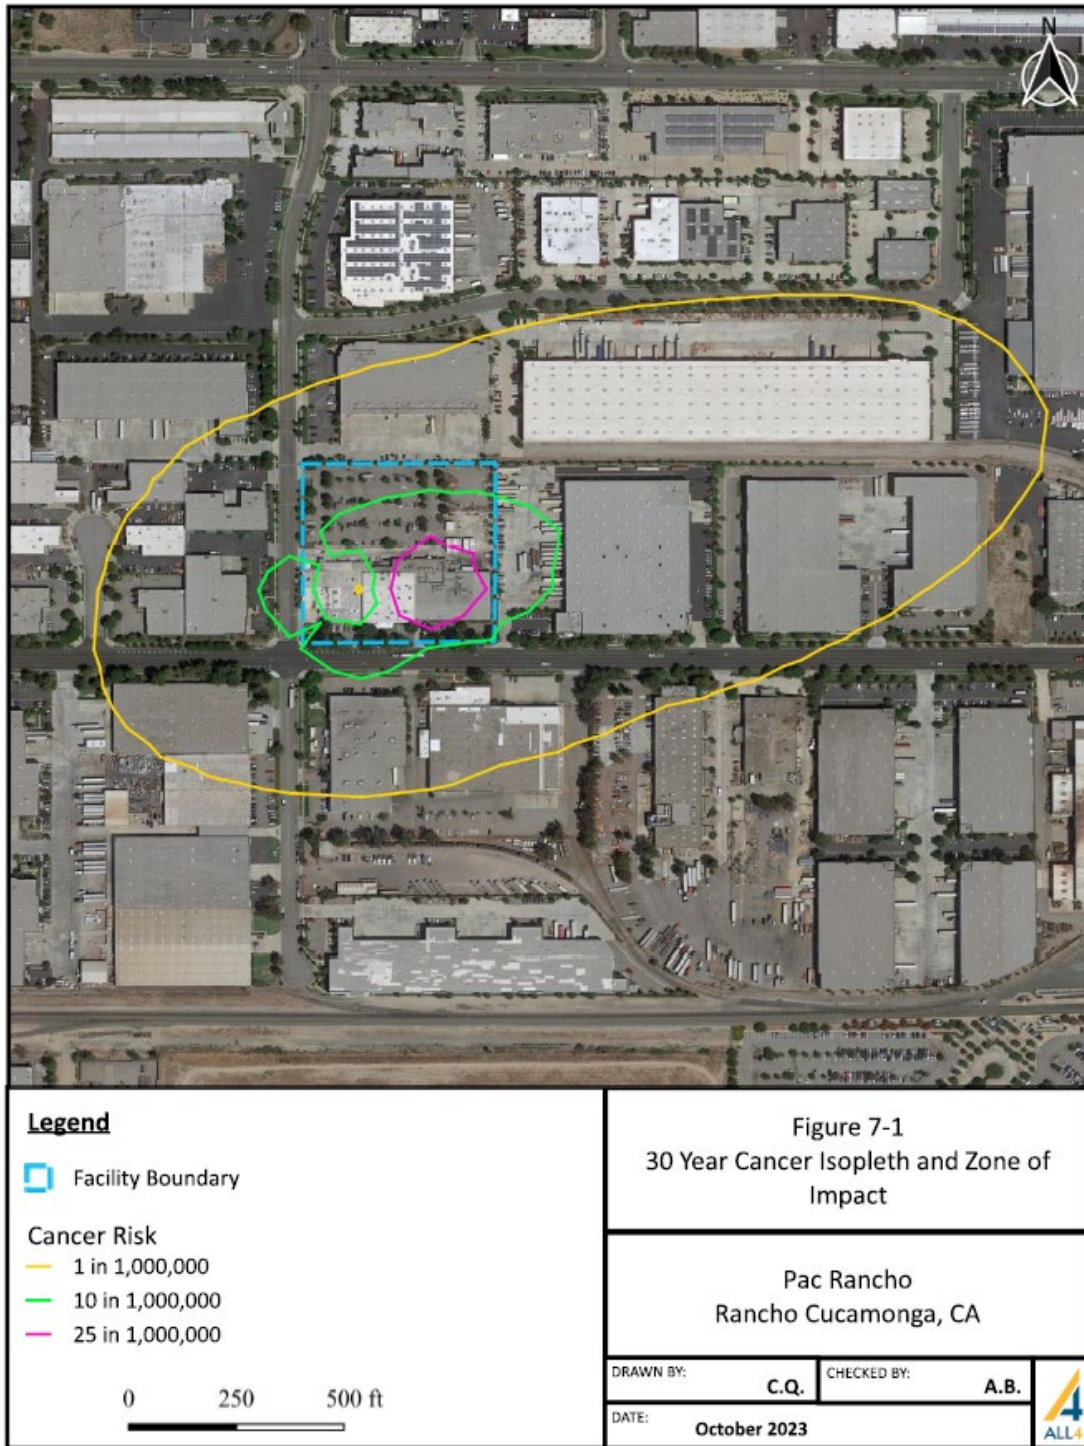 N
Legend
Facility Boundary
Cancer Risk
1 in 1,000,000
10 in 1,000,000
25 in 1,000,000
0 250 500 ft
Figure 7-1
30 Year Cancer Isopleth and Zone of
Impact
Pac Rancho
Rancho Cucamonga, CA
DRAWN BY: C.Q.
CHECKED BY: A.B.
DATE: October 2023
ALL4